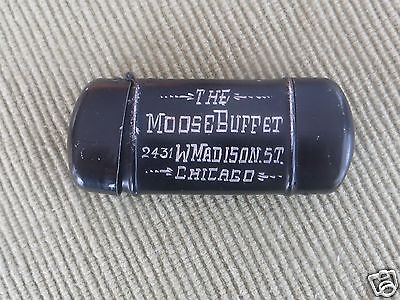 THE
MOOSE BUFFET
2431 W. MADISON. ST.
CHICAGO